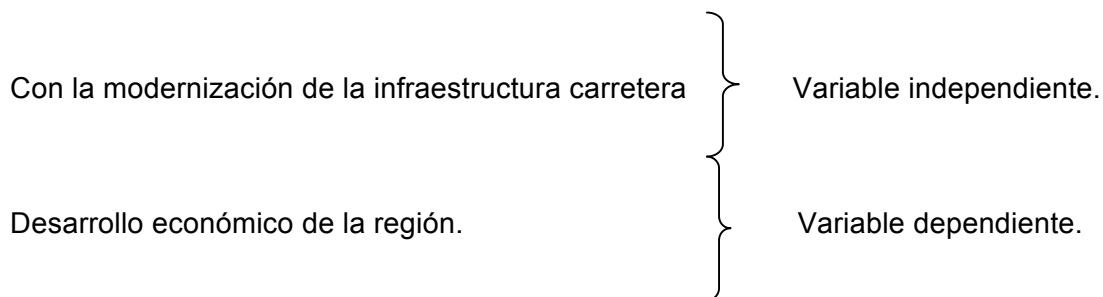 Con la modernización de la infraestructura carretera Variable independiente.
Desarrollo económico de la región. Variable dependiente.